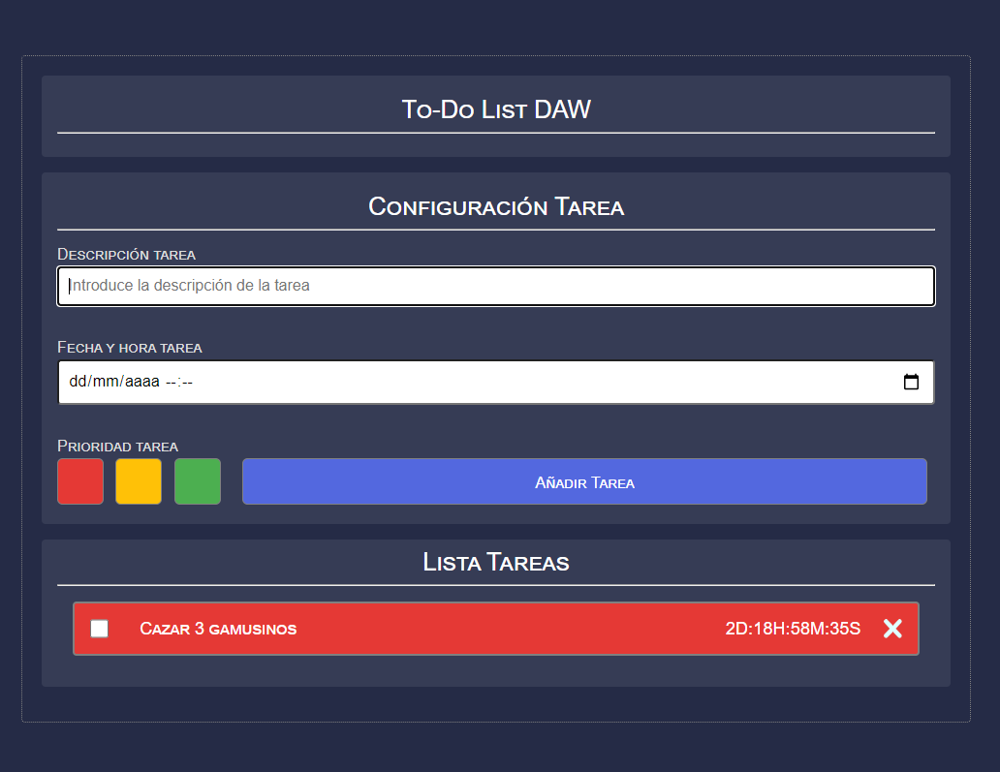 To-Do List DAW
Configuración Tarea
Descripción tarea
Introduce la descripción de la tarea
Fecha y hora tarea
dd/mm/aaaa --:--
Prioridad tarea
Añadir Tarea
Lista Tareas
Cazar 3 gamusinos 2D:18H:58M:35S